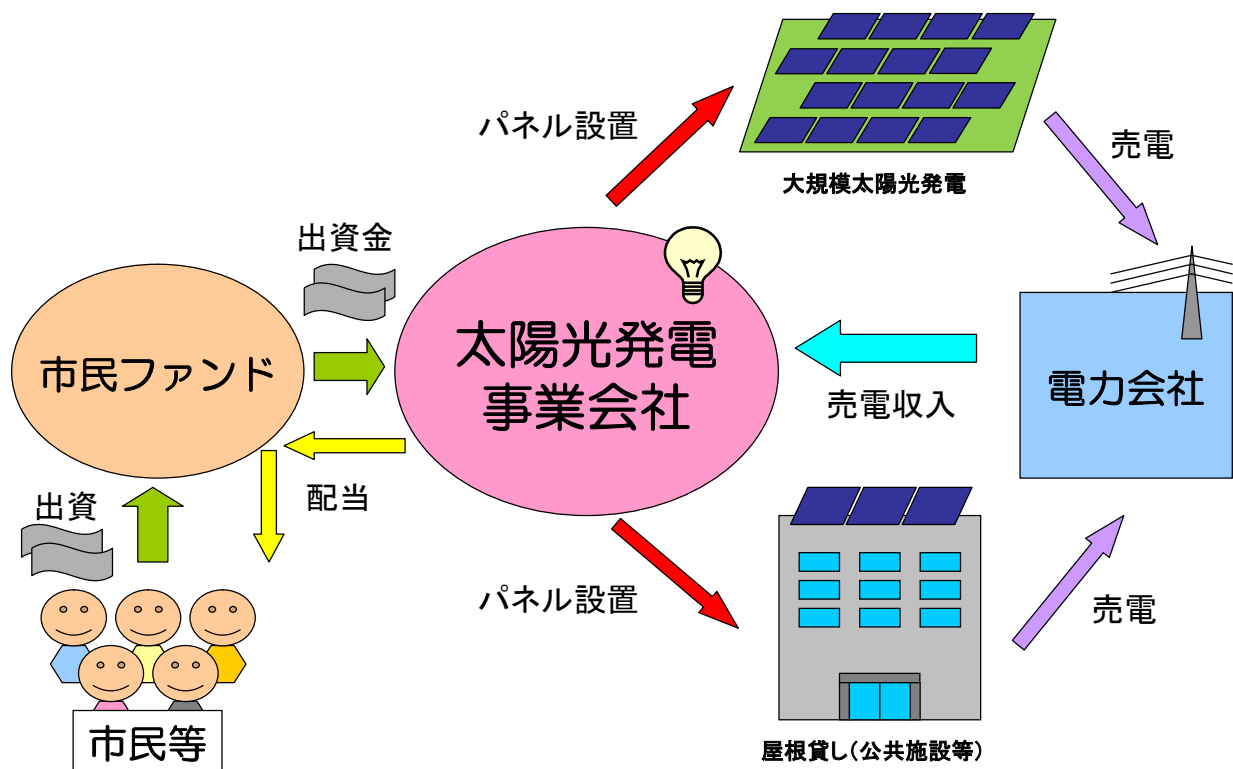 パネル設置
売電
大規模太陽光発電
出資金
市民ファンド
太陽光発電
事業会社
売電収入
電力会社
配当
出資
パネル設置
売電
市民等
屋根貸し(公共施設等)